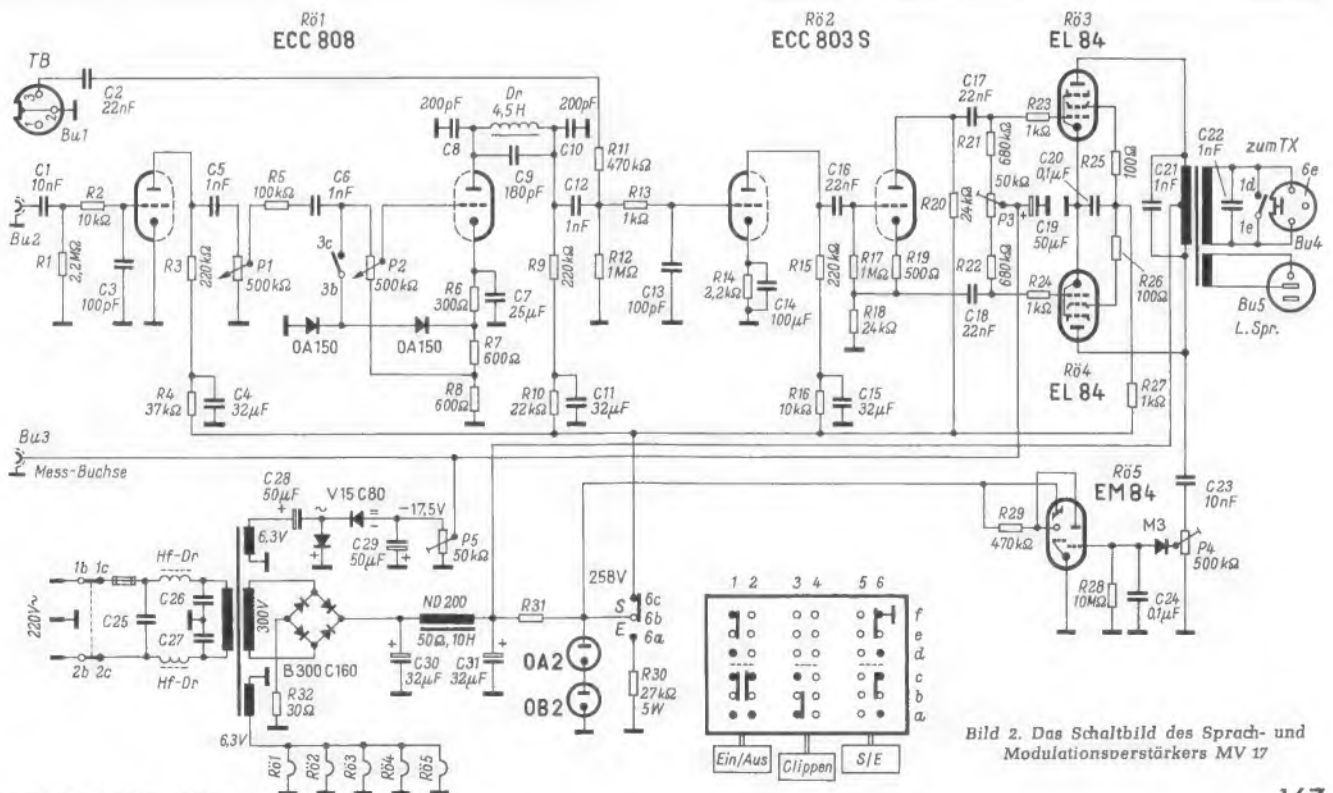 Rö1
ECC 808
Rö2
ECC 803 S
Rö3
EL 84
TB
3
2
1
Bu1
C2
22nF
200pF
Dr
4,5 H
200pF
C8
C9
180pF
C10
R11
470kΩ
C1
10nF
Bu2
R1
2,2MΩ
R2
10kΩ
C3
100pF
R3
220kΩ
C5
1nF
P1
500kΩ
R5
100kΩ
C6
1nF
3c
3b
P2
500kΩ
R6
300Ω
C7
25µF
OA150
OA150
R7
600Ω
R8
600Ω
R9
220kΩ
C12
1nF
R13
1kΩ
R12
1MΩ
C13
100pF
R4
37kΩ
C4
32µF
R10
22kΩ
C11
32µF
R14
2,2kΩ
C14
100µF
R15
220kΩ
C16
22nF
R17
1MΩ
R19
500Ω
R18
24kΩ
R16
10kΩ
C15
32µF
R20
24kΩ
C17
22nF
R21
680kΩ
R23
1kΩ
50kΩ
P3
C20
0,1µF
C19
50µF
R22
680kΩ
C18
22nF
R24
1kΩ
R25
100Ω
R26
100Ω
R27
1kΩ
Rö4
EL 84
C21
1nF
C22
1nF
zum TX
1d
1e
6e
Bu4
Bu5
L.Spr.
Bu3
Mess-Buchse
C28
50µF
V15 C80
~
=
-17,5V
C29
50µF
P5
50kΩ
6,3V
220V~
1b 1c
2b 2c
Hf-Dr
C25
C26
C27
Hf-Dr
300V
B300 C160
R32
30Ω
6,3V
Rö1
Rö2
Rö3
Rö4
Rö5
ND 200
50Ω, 10H
C30
32µF
C31
32µF
R31
OA2
OB2
258V
S
E
6c
6b
6a
R30
27kΩ
5W
R29
470kΩ
Rö5
EM 84
C23
10nF
M3
P4
500kΩ
R28
10MΩ
C24
0,1µF
1 2 3 4 5 6
f
e
d
c
b
a
Ein/Aus
Clippen
S/E
Bild 2. Das Schaltbild des Sprach- und
Modulationsverstärkers MV 17